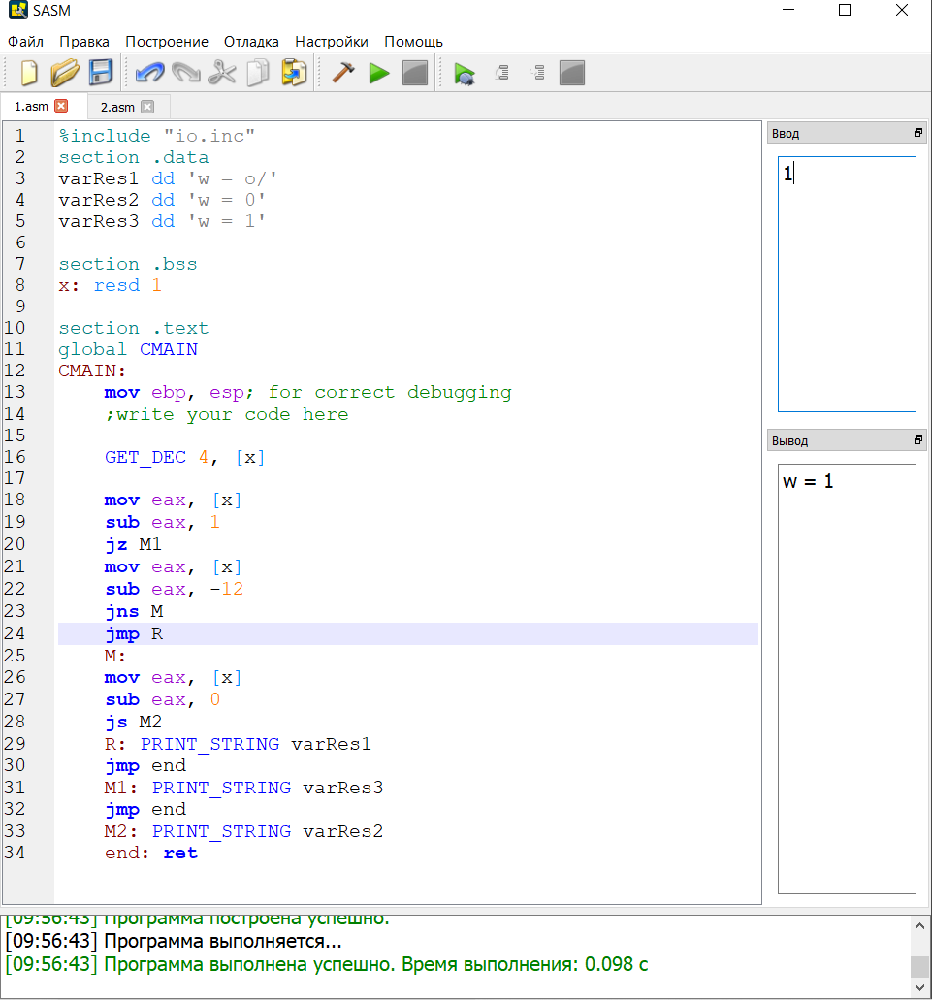 SASM
Файл Правка Построение Отладка Настройки Помощь
1.asm 2.asm
1 %include "io.inc"
2 section .data
3 varRes1 dd 'w = o/'
4 varRes2 dd 'w = 0'
5 varRes3 dd 'w = 1'
6
7 section .bss
8 x: resd 1
9
10 section .text
11 global CMAIN
12 CMAIN:
13 mov ebp, esp; for correct debugging
14 ;write your code here
15
16 GET_DEC 4, [x]
17
18 mov eax, [x]
19 sub eax, 1
20 jz M1
21 mov eax, [x]
22 sub eax, -12
23 jns M
24 jmp R
25 M:
26 mov eax, [x]
27 sub eax, 0
28 js M2
29 R: PRINT_STRING varRes1
30 jmp end
31 M1: PRINT_STRING varRes3
32 jmp end
33 M2: PRINT_STRING varRes2
34 end: ret
Ввод
1
Вывод
w = 1
[09:56:43] Программа построена успешно.
[09:56:43] Программа выполняется...
[09:56:43] Программа выполнена успешно. Время выполнения: 0.098 с